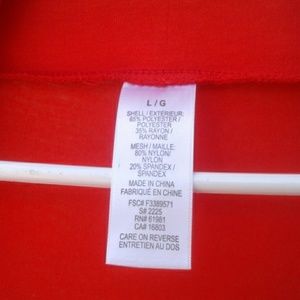 L / G
SHELL / EXTÉRIEUR:
65% POLYESTER /
POLYESTER
35% RAYON /
RAYONNE
MESH / MAILLE:
80% NYLON/
NYLON
20% SPANDEX /
SPANDEX
MADE IN CHINA
FABRIQUÉ EN CHINE
FSC# F3389571
S# 2225
RN# 61981
CA# 16803
CARE ON REVERSE
ENTRETIEN AU DOS